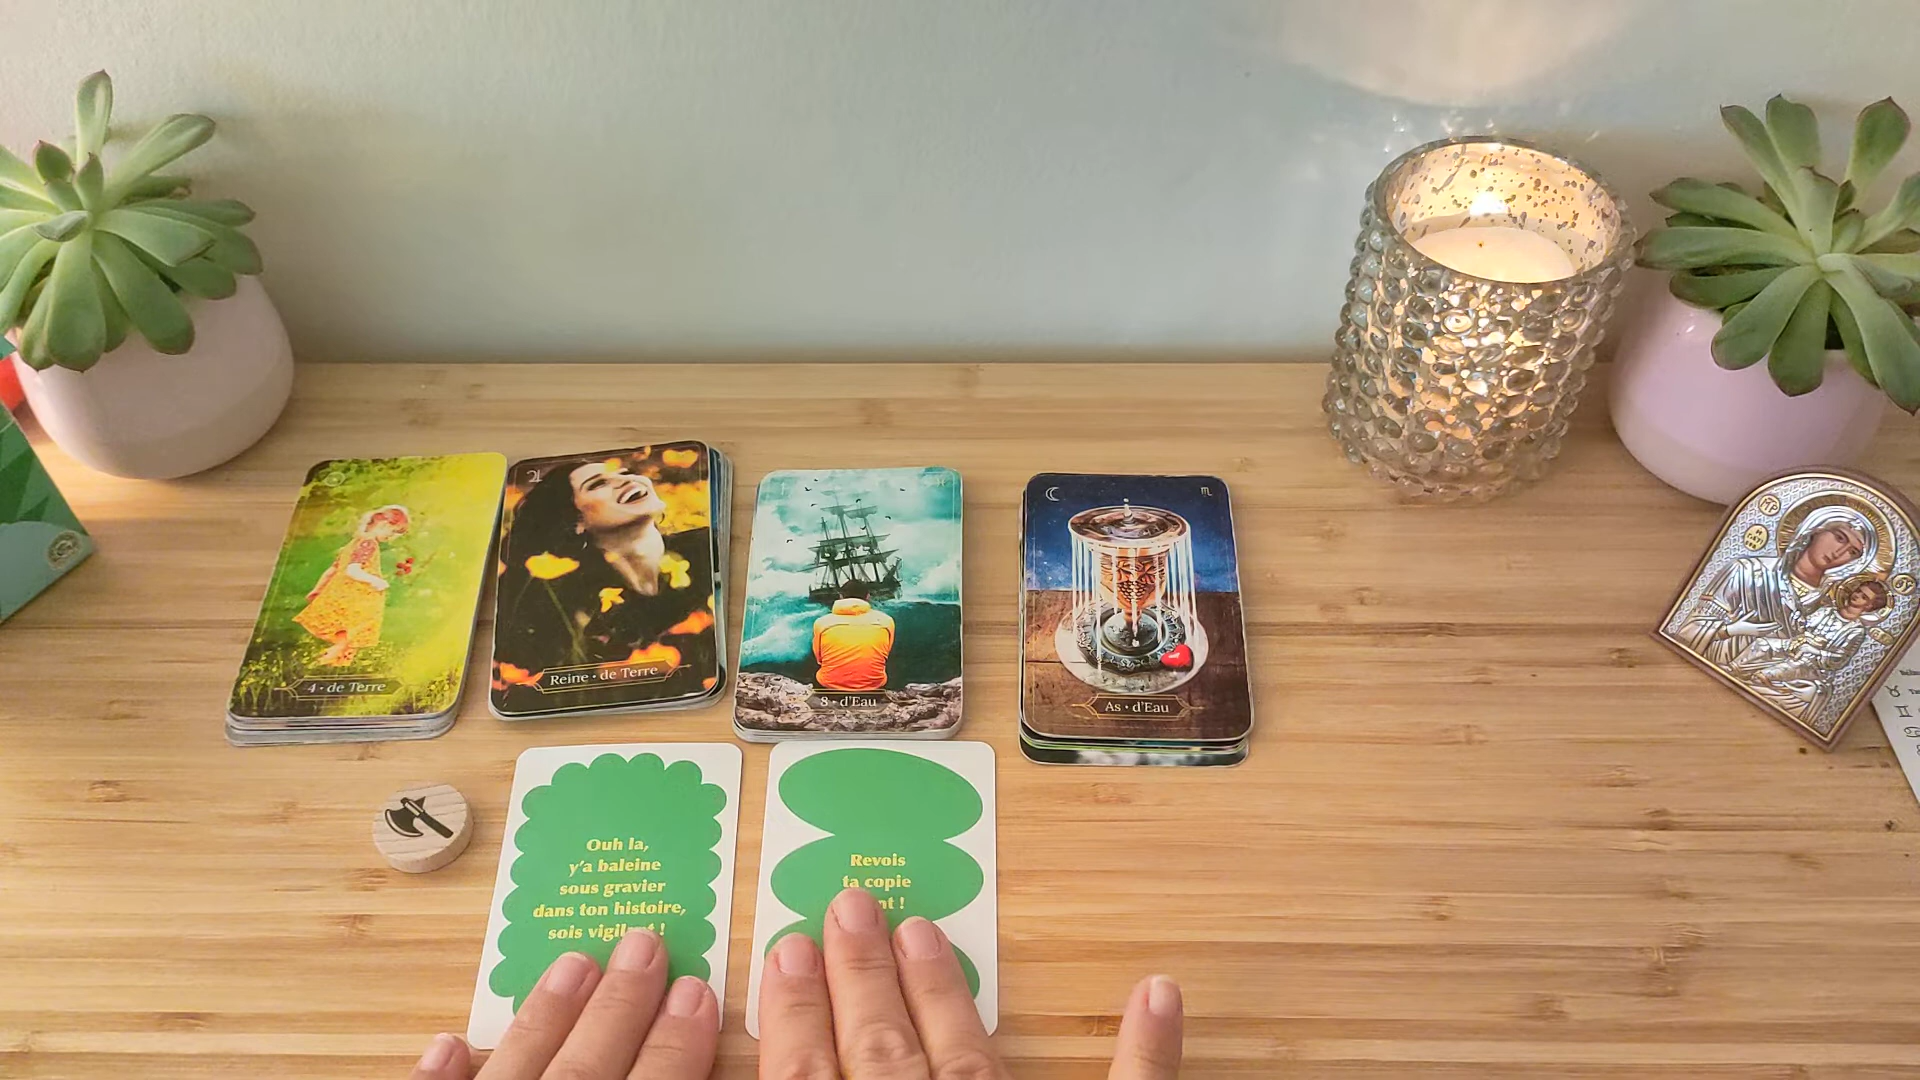 4 • de Terre
Reine • de Terre
8 • d'Eau
As • d'Eau
Ouh la,
y'a baleine
sous gravier
dans ton histoire,
sois !
Revois
ta copie
!